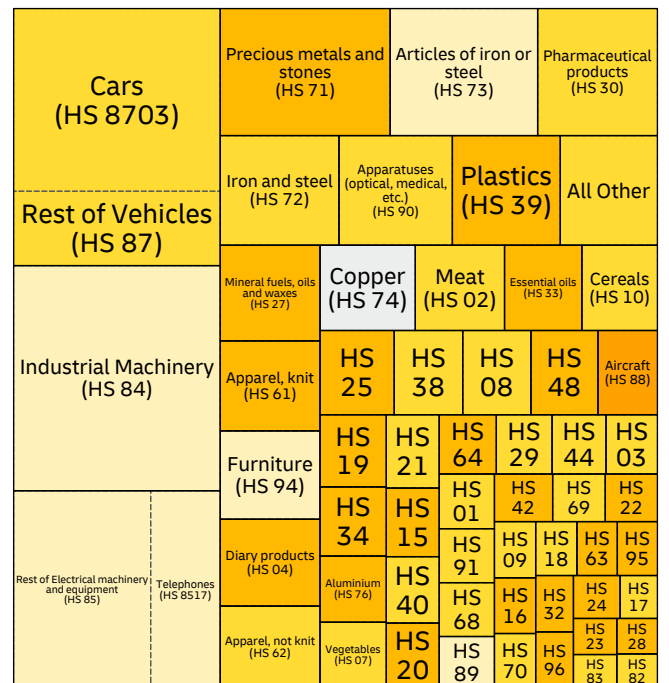 Cars
(HS 8703)
Rest of Vehicles
(HS 87)
Industrial Machinery
(HS 84)
Rest of Electrical machinery
and equipment
(HS 85)
Telephones
(HS 8517)
Precious metals and
stones
(HS 71)
Articles of iron or
steel
(HS 73)
Pharmaceutical
products
(HS 30)
Iron and steel
(HS 72)
Apparatuses
(optical, medical,
etc.)
(HS 90)
Plastics
(HS 39)
All Other
Mineral fuels, oils
and waxes
(HS 27)
Copper
(HS 74)
Meat
(HS 02)
Essential oils
(HS 33)
Cereals
(HS 10)
Apparel, knit
(HS 61)
HS
25
HS
38
HS
08
HS
48
Aircraft
(HS 88)
Furniture
(HS 94)
HS
19
HS
21
HS
64
HS
29
HS
44
HS
03
HS
01
HS
42
HS
69
HS
22
Diary products
(HS 04)
HS
34
HS
15
HS
91
HS
09
HS
18
HS
63
HS
95
Aluminium
(HS 76)
HS
40
HS
68
HS
16
HS
32
HS
24
HS
17
Apparel, not knit
(HS 62)
Vegetables
(HS 07)
HS
20
HS
89
HS
70
HS
96
HS
23
HS
28
HS
83
HS
82